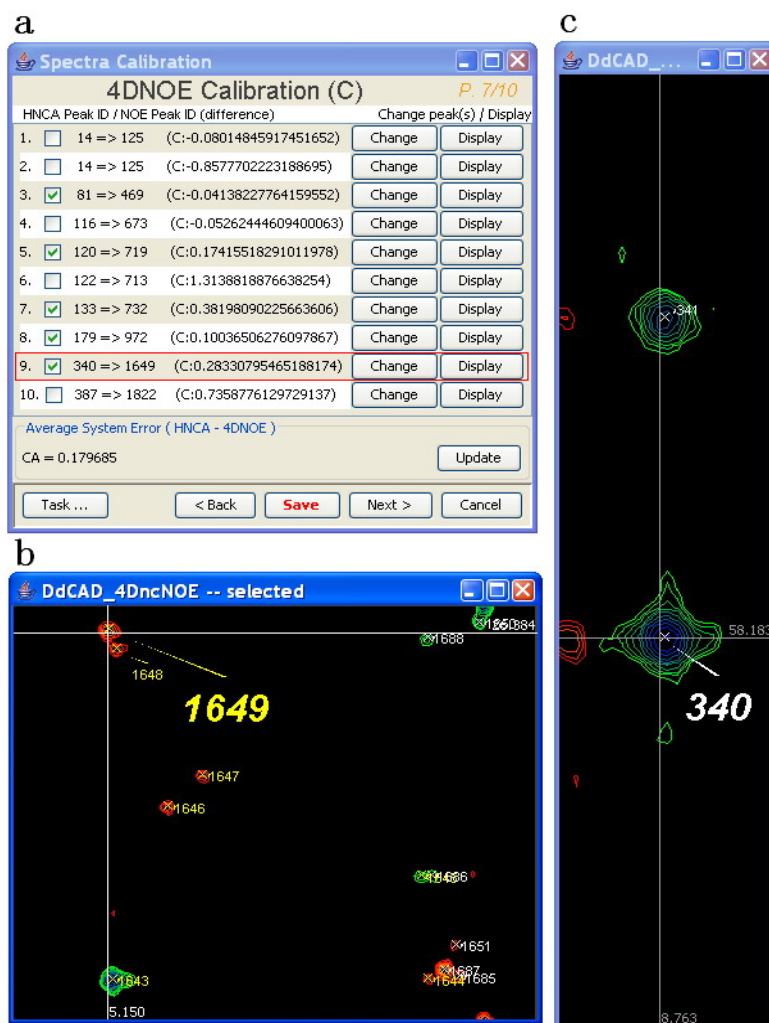 a
Spectra Calibration
4DNOE Calibration (C)
P. 7/10
HNCA Peak ID / NOE Peak ID (difference) Change peak(s) / Display
1. 14 => 125 (C:-0.08014845917451652) Change Display
2. 14 => 125 (C:-0.8577702223188695) Change Display
3. 81 => 469 (C:-0.04138227764159552) Change Display
4. 116 => 673 (C:-0.05262444609400063) Change Display
5. 120 => 719 (C:0.17415518291011978) Change Display
6. 122 => 713 (C:1.3138818876638254) Change Display
7. 133 => 732 (C:0.38198090225663606) Change Display
8. 179 => 972 (C:0.10036506276097867) Change Display
9. 340 => 1649 (C:0.28330795465188174) Change Display
10. 387 => 1822 (C:0.7358776129729137) Change Display
Average System Error ( HNCA - 4DNOE )
CA = 0.179685
Update
Task ... < Back Save Next > Cancel
b
DdCAD_4DncNOE -- selected
1688
1648
1649
1647
1646
1651
1687
1685
1644
1643
5.150
c
DdCAD_...
341
58.183
340
8.763